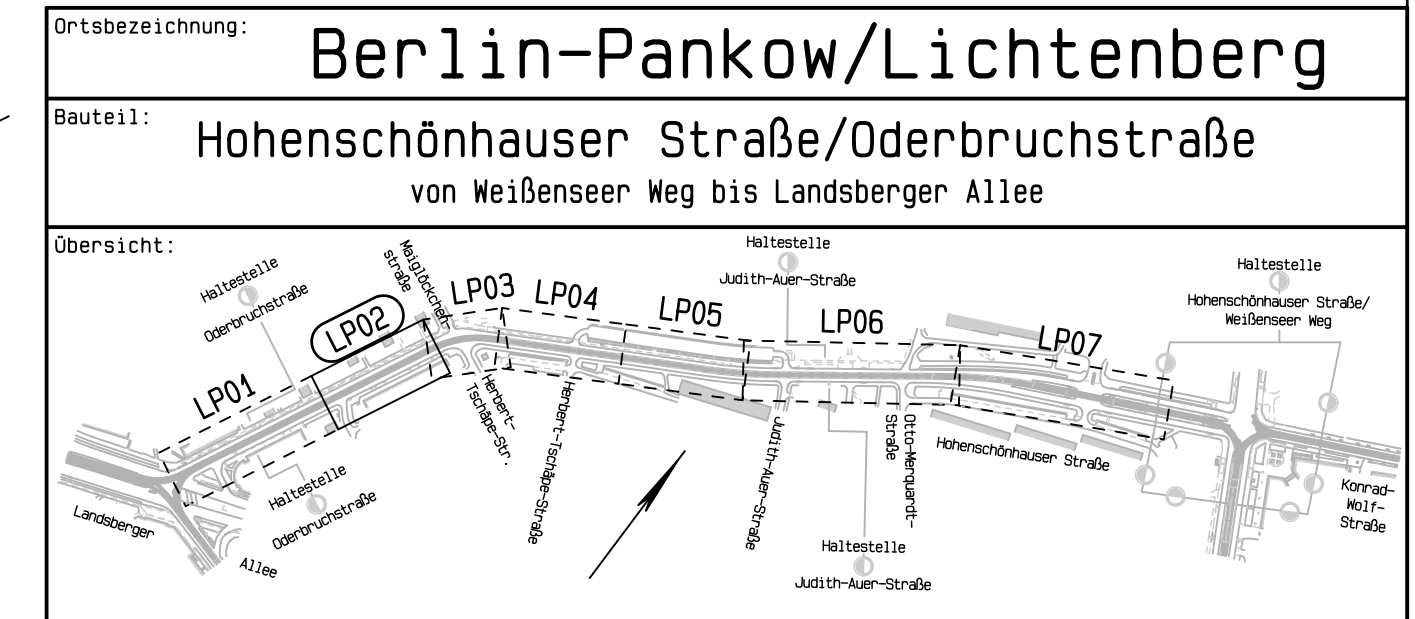 Ortsbezeichnung:
Berlin-Pankow/Lichtenberg
Bauteil:
Hohenschönhauser Straße/Oderbruchstraße
von Weißenseer Weg bis Landsberger Allee
Übersicht:
Haltestelle
Oderbruchstraße
Maiglöckchen-
straße
LP01
LP02
LP03
LP04
LP05
LP06
LP07
Haltestelle
Judith-Auer-Straße
Haltestelle
Hohenschönhauser Straße/
Weißenseer Weg
Herbert-
Tschäpe-Str.
Herbert-Tschäpe-Straße
Judith-Auer-Straße
Otto-Merquardt-
Straße
Hohenschönhauser Straße
Konrad-
Wolf-
Straße
Haltestelle
Oderbruchstraße
Landsberger
Allee
Haltestelle
Judith-Auer-Straße